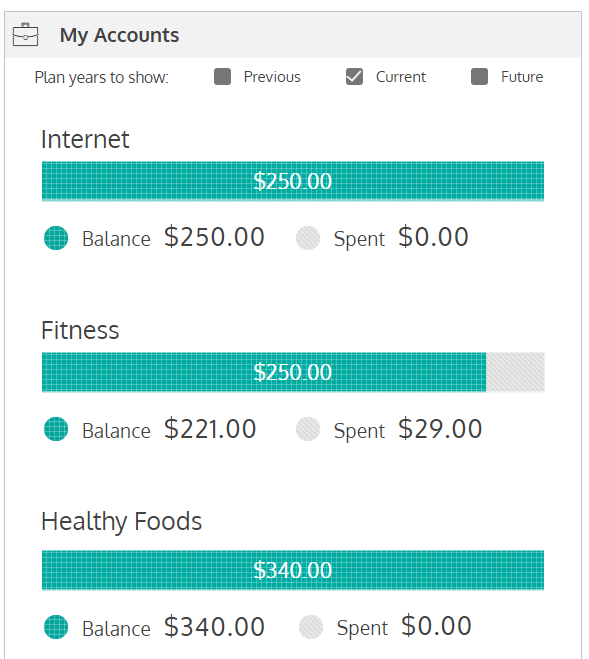 My Accounts
Plan years to show: Previous Current Future
Internet
$250.00
Balance $250.00 Spent $0.00
Fitness
$250.00
Balance $221.00 Spent $29.00
Healthy Foods
$340.00
Balance $340.00 Spent $0.00